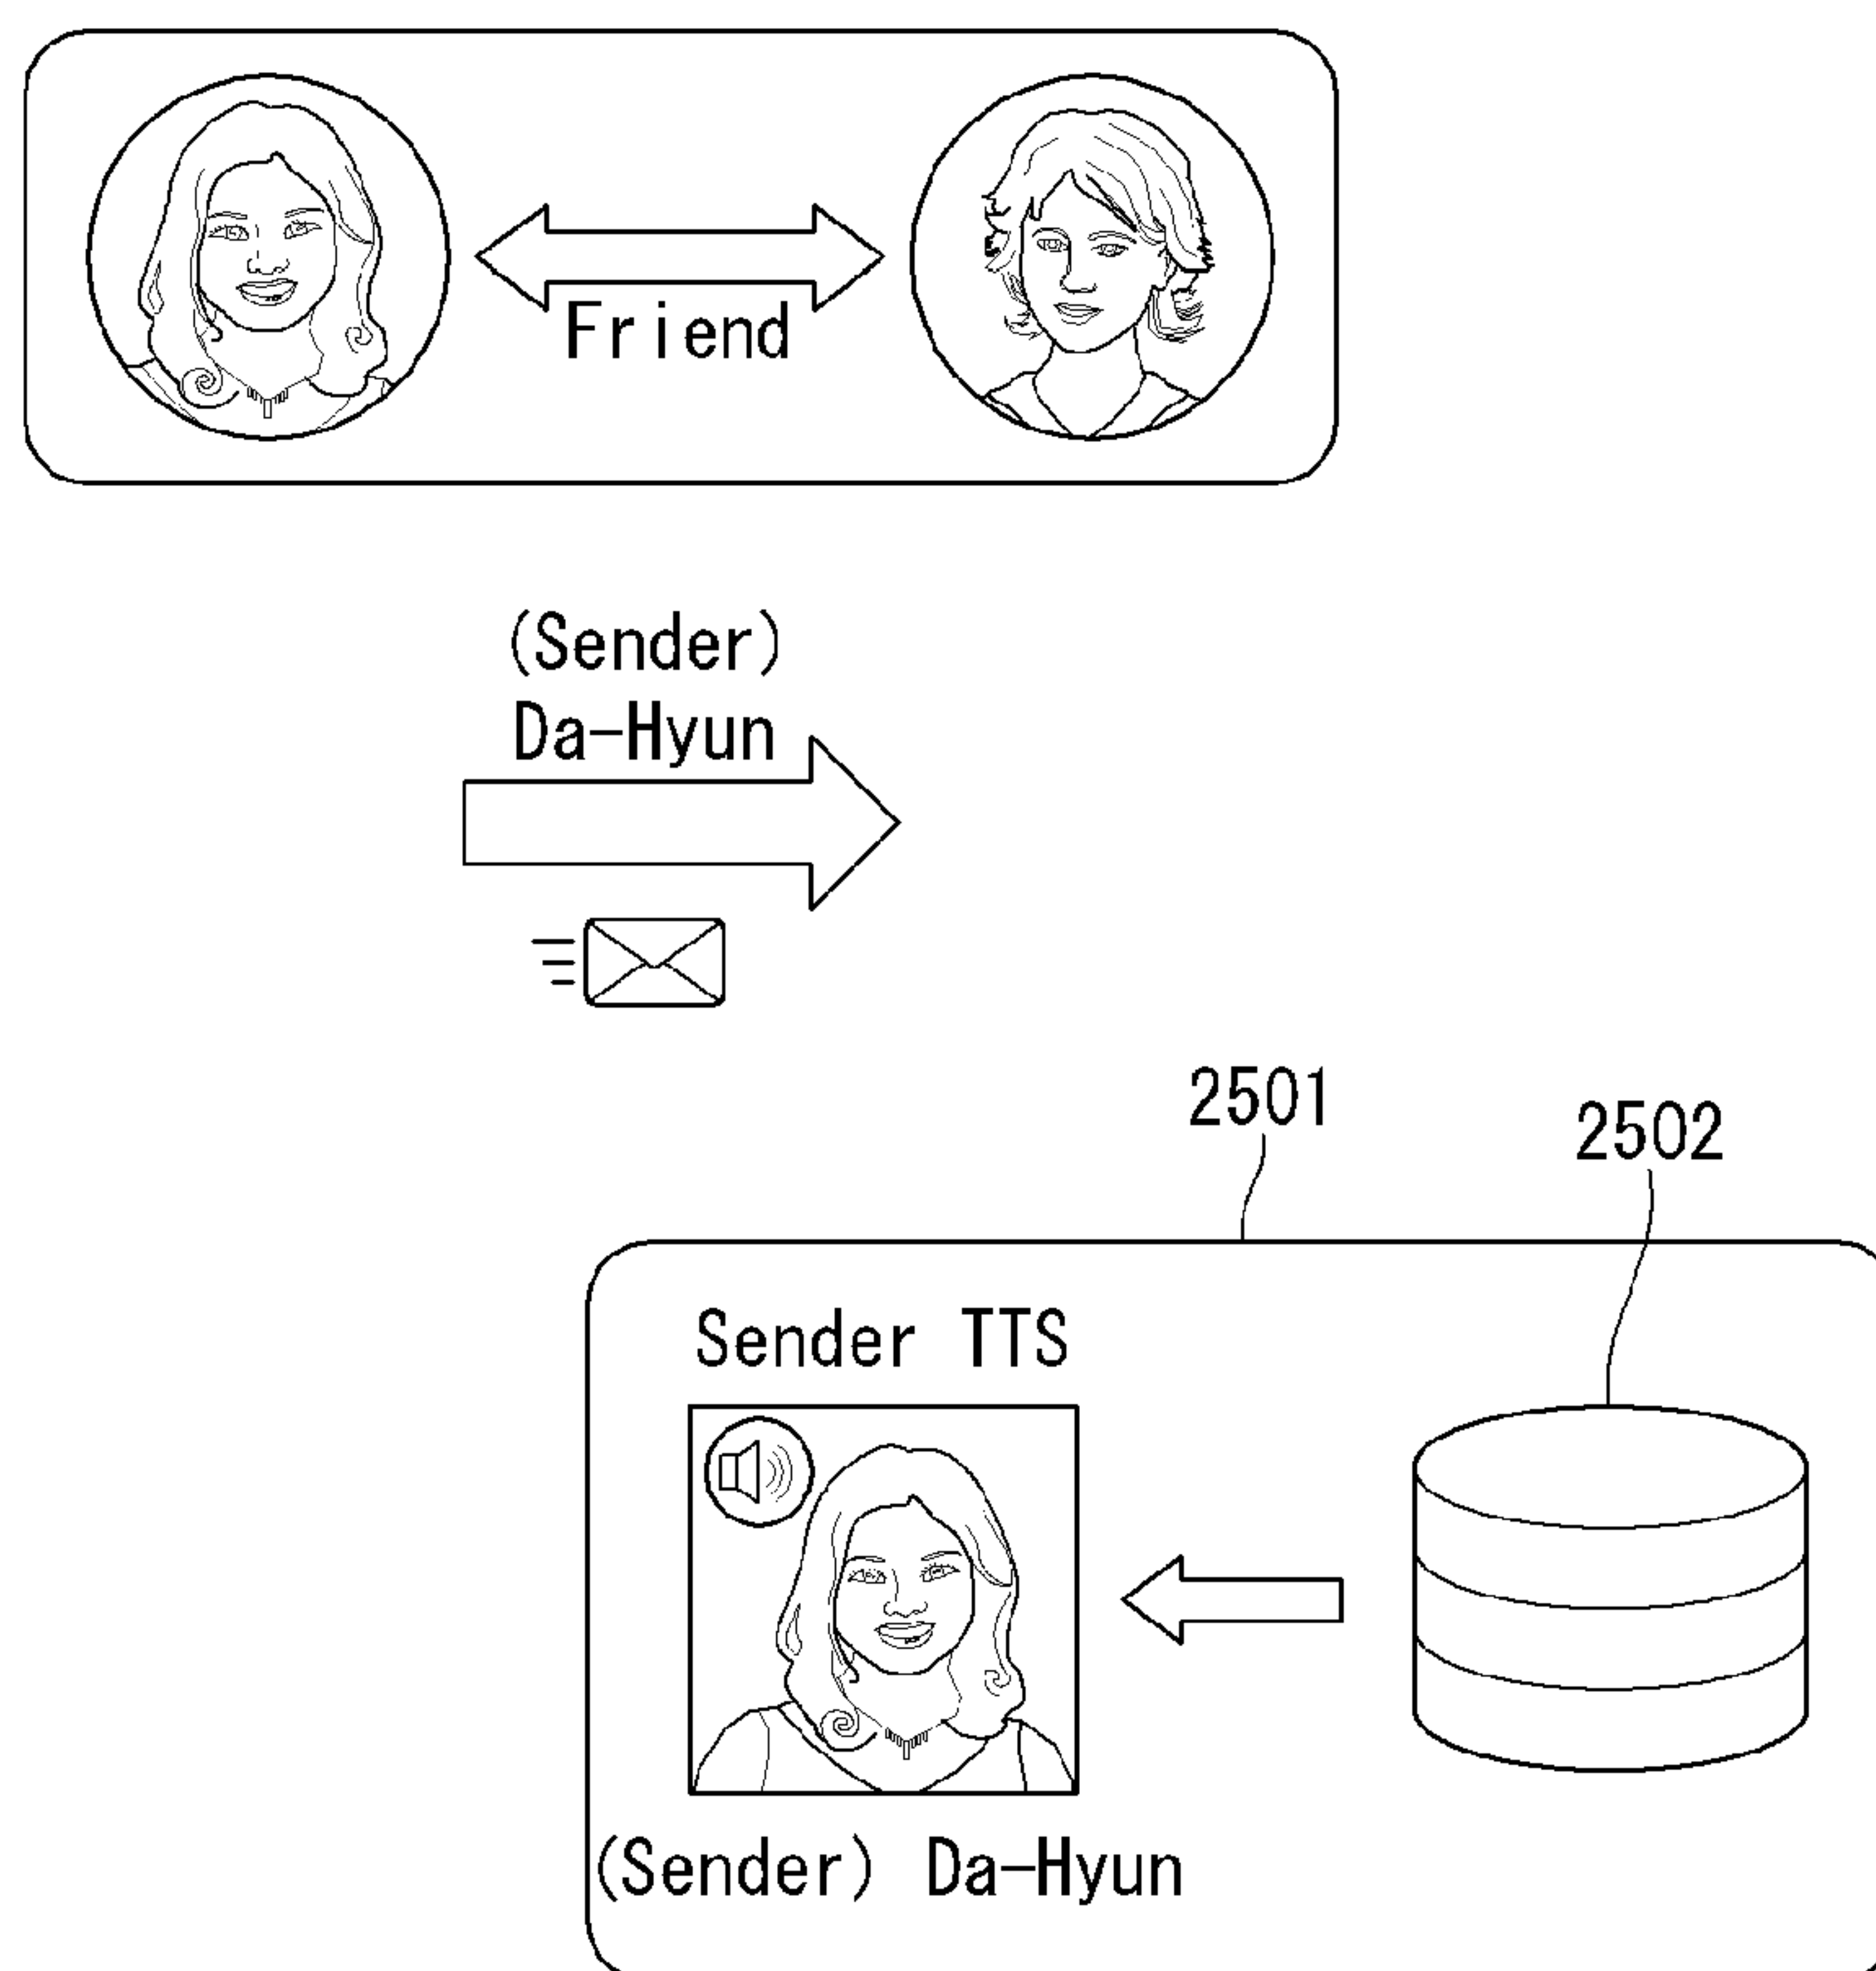 Friend
(Sender)
Da-Hyun
2501
2502
Sender TTS
(Sender) Da-Hyun